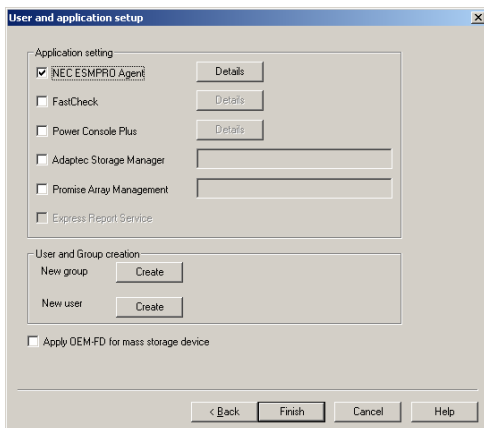 User and application setup
Application setting
NEC ESMPRO Agent
Details
FastCheck
Details
Power Console Plus
Details
Adaptec Storage Manager
Promise Array Management
Express Report Service
User and Group creation
New group
Create
New user
Create
Apply OEM-FD for mass storage device
< Back
Finish
Cancel
Help